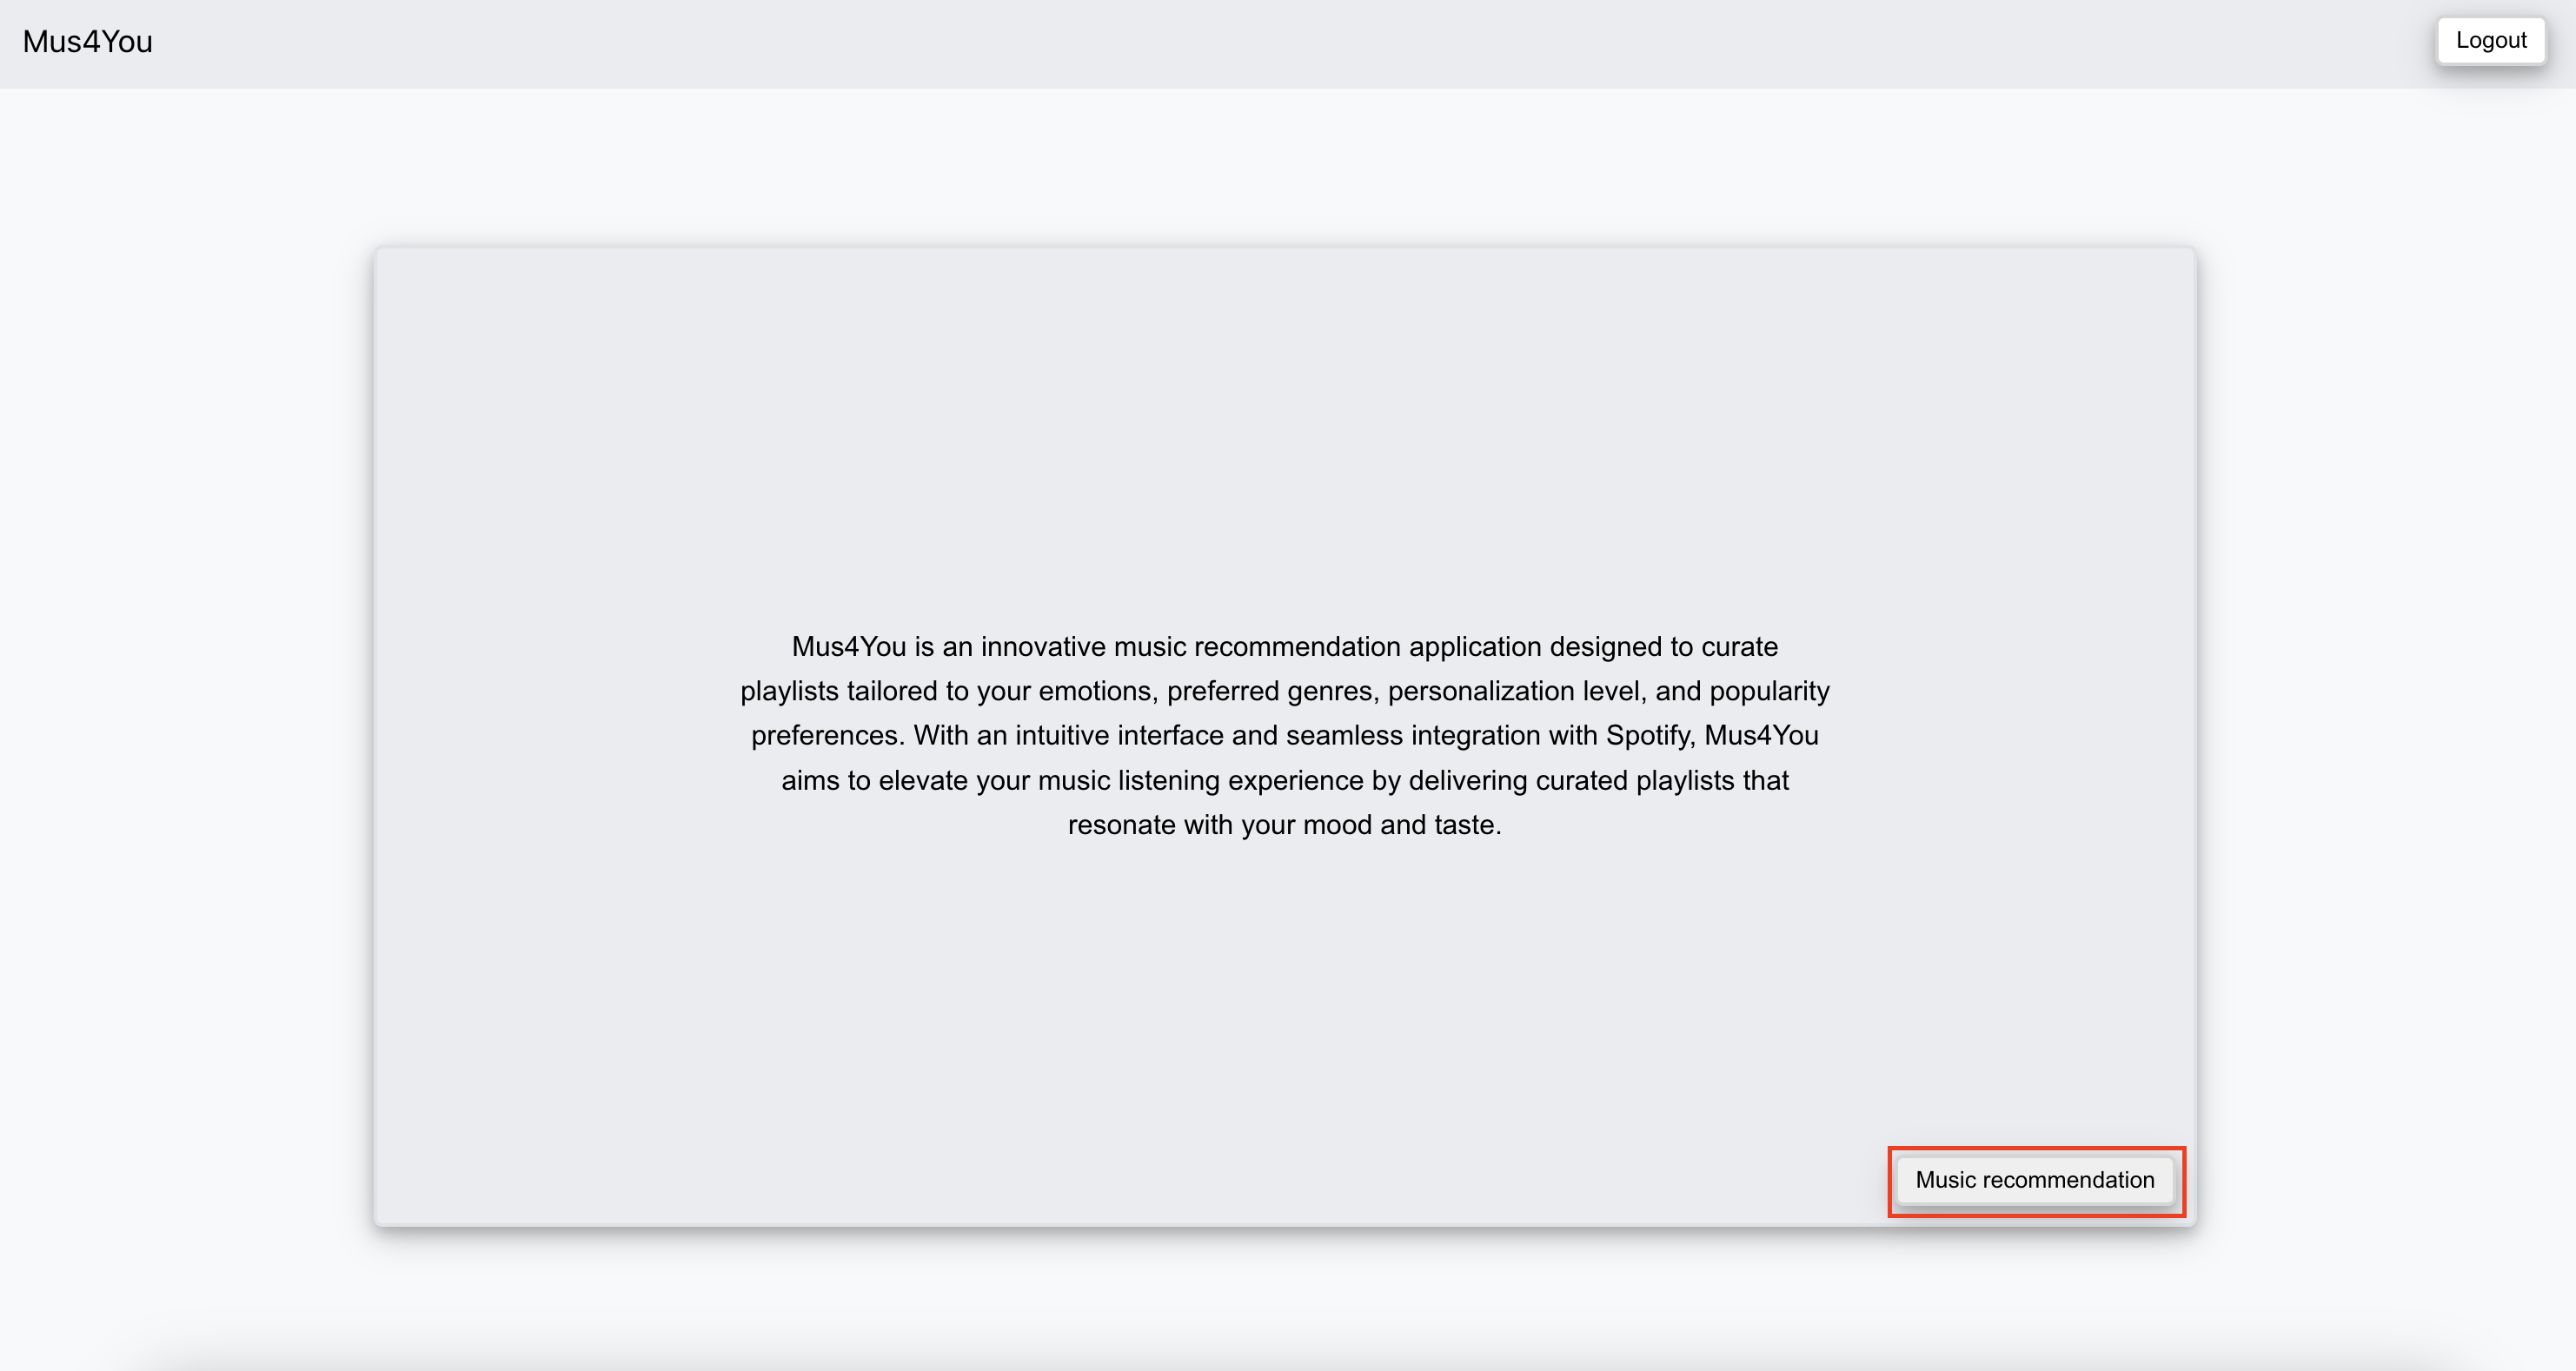 Mus4You
Logout
Mus4You is an innovative music recommendation application designed to curate
playlists tailored to your emotions, preferred genres, personalization level, and popularity
preferences. With an intuitive interface and seamless integration with Spotify, Mus4You
aims to elevate your music listening experience by delivering curated playlists that
resonate with your mood and taste.
Music recommendation